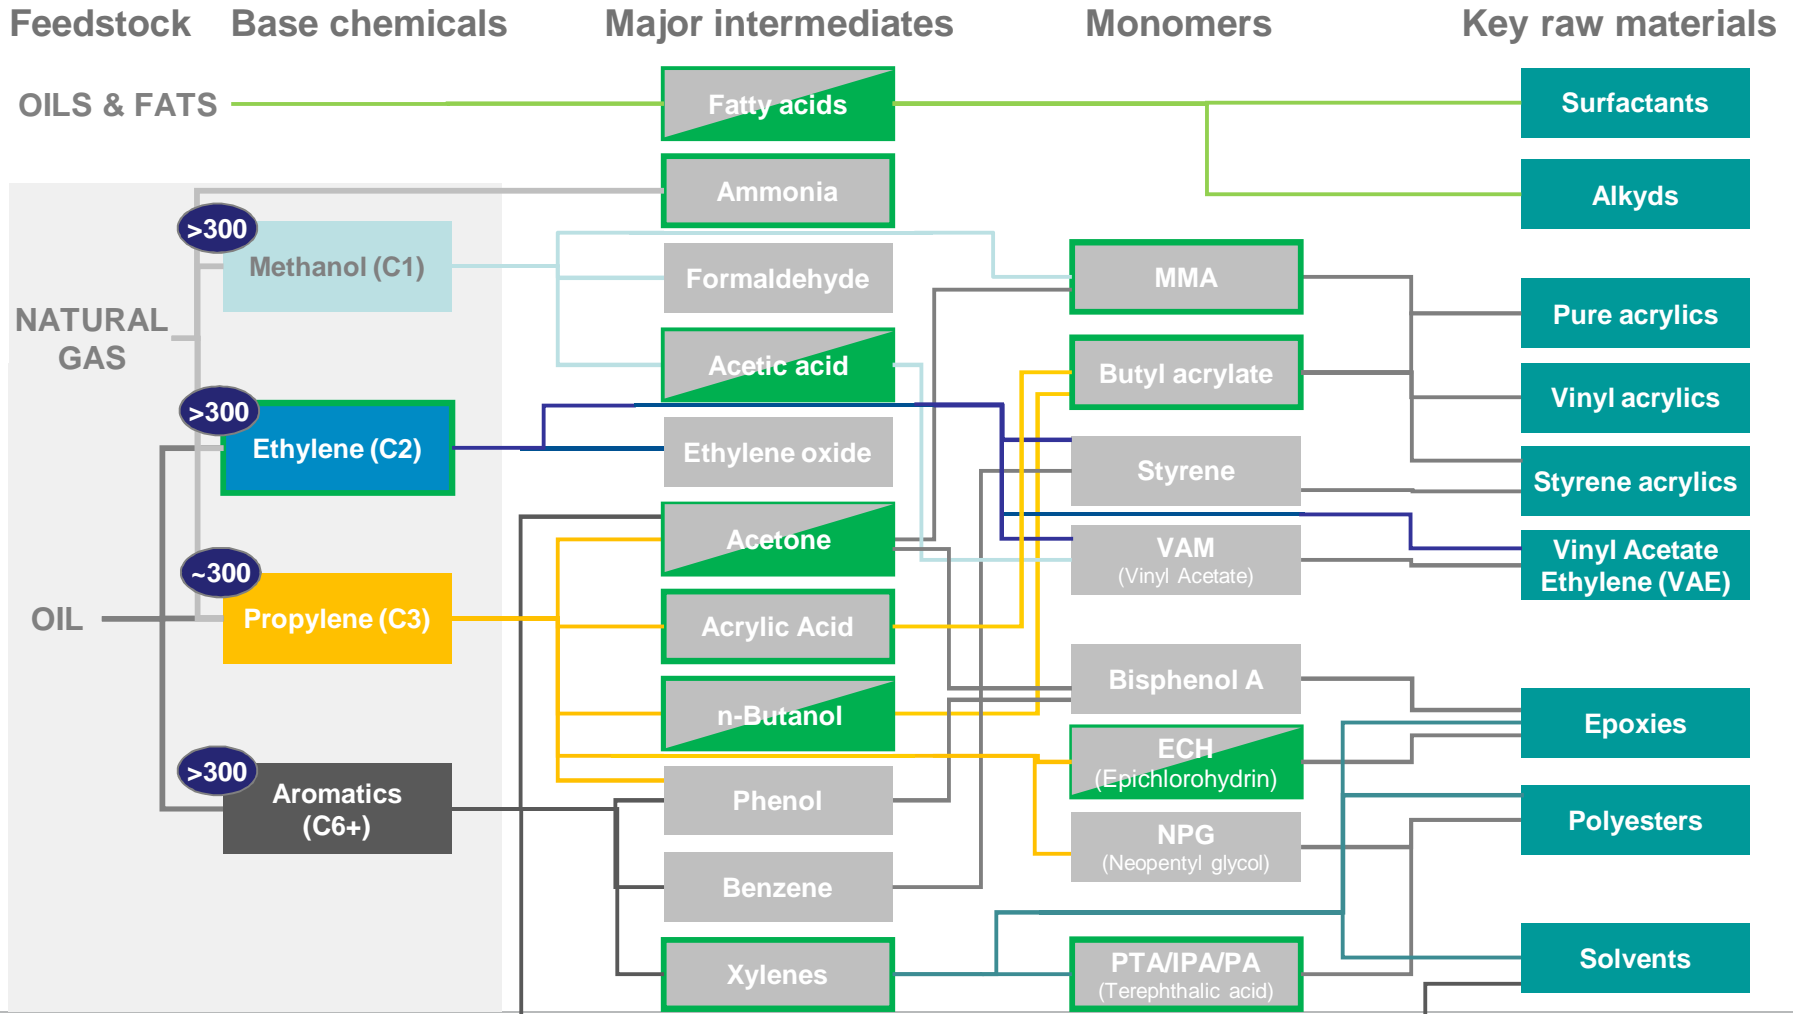 Feedstock
Base chemicals
Major intermediates
Monomers
Key raw materials
OILS & FATS
Fatty acids
Surfactants
Ammonia
Alkyds
>300
Methanol (C1)
Formaldehyde
MMA
Pure acrylics
NATURAL
GAS
Acetic acid
Butyl acrylate
Vinyl acrylics
>300
Ethylene (C2)
Ethylene oxide
Styrene
Styrene acrylics
Acetone
VAM
(Vinyl Acetate)
Vinyl Acetate
Ethylene (VAE)
~300
OIL
Propylene (C3)
Acrylic Acid
Bisphenol A
n-Butanol
Epoxies
ECH
(Epichlorohydrin)
>300
Aromatics
(C6+)
Phenol
Polyesters
NPG
(Neopentyl glycol)
Benzene
Xylenes
PTA/IPA/PA
(Terephthalic acid)
Solvents